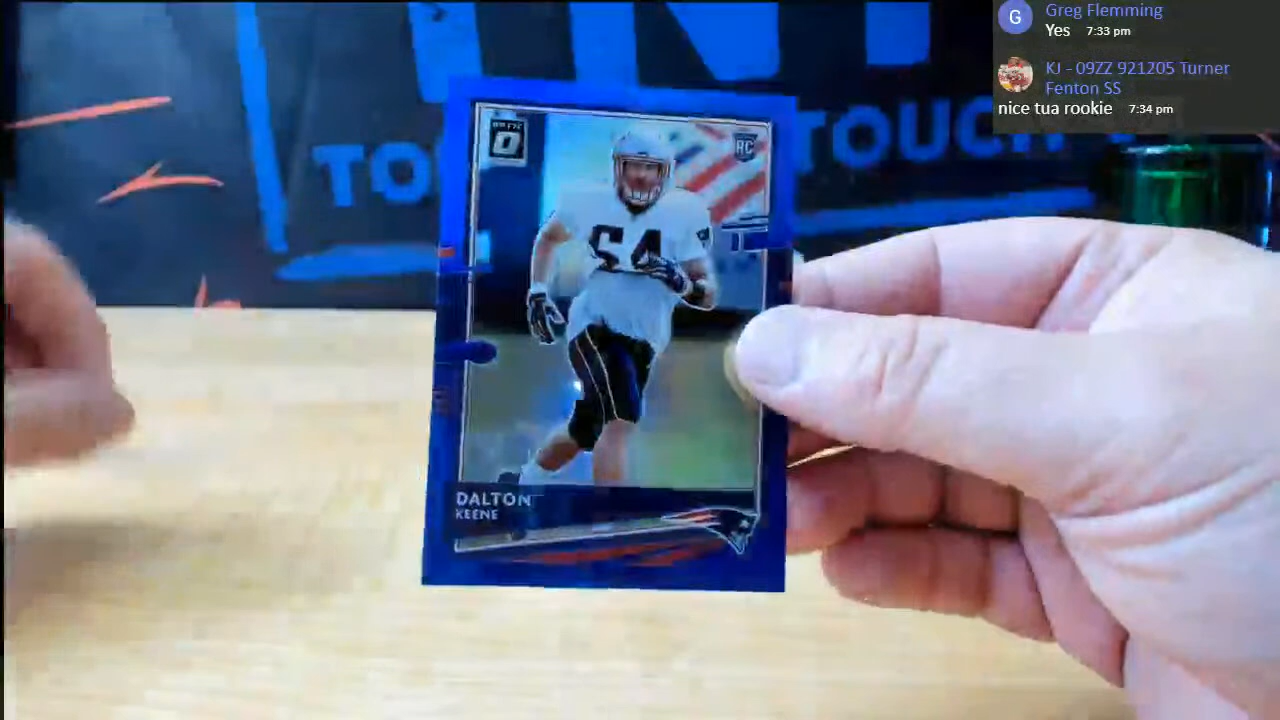 G
Greg Flemming
Yes 7:33 pm
KJ - 09ZZ 921205 Turner
Fenton SS
nice tua rookie 7:34 pm
TOUCH
RC
54
DALTON
KEENE